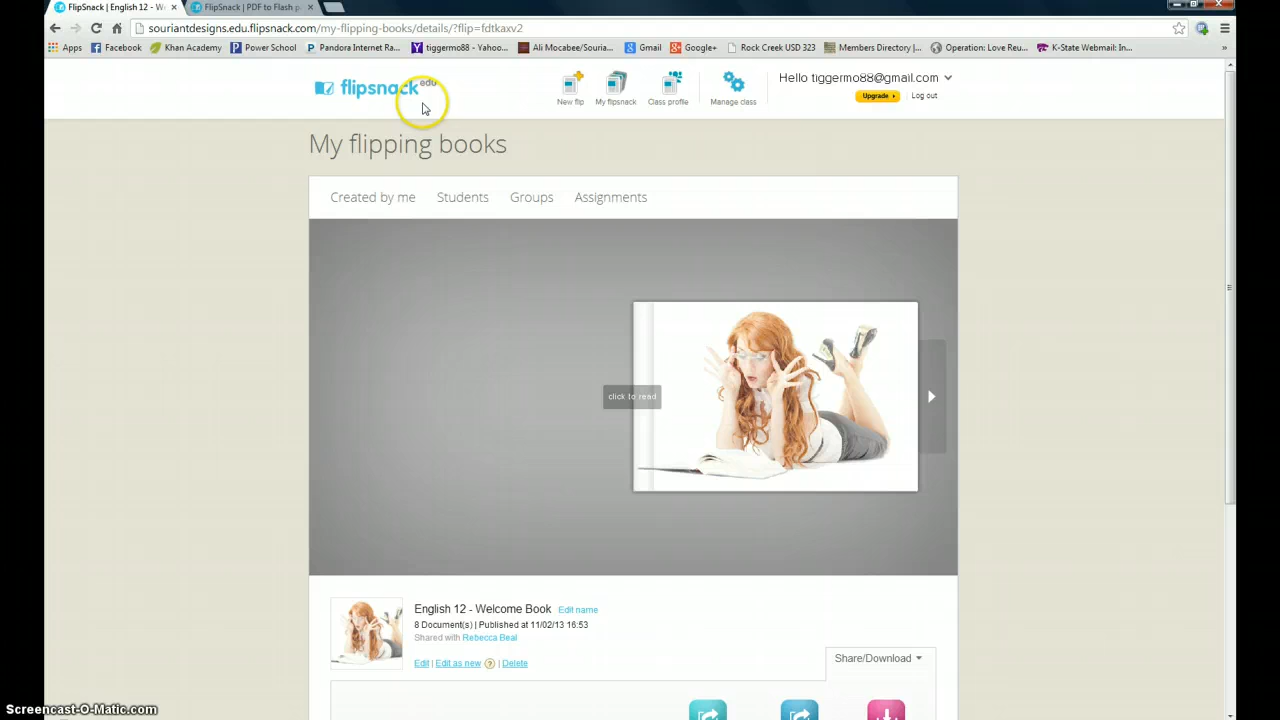 FlipSnack | English 12 - W
FlipSnack | PDF to Flash p
souriantdesigns.edu.flipsnack.com/my-flipping-books/details/?flip=fdtkaxv2
Apps Facebook Khan Academy Power School Pandora Internet Ra... tiggermo88 - Yahoo... Ali Mocabee/Souria... Gmail Google+ Rock Creek USD 323 Members Directory |... Operation: Love Reu... K-State Webmail: In... »
flipsnack edu
New flip My flipsnack Class profile Manage class
Hello tiggermo88@gmail.com
Upgrade Log out
My flipping books
Created by me Students Groups Assignments
click to read
English 12 - Welcome Book Edit name
8 Document(s) | Published at 11/02/13 16:53
Shared with Rebecca Beal
Edit | Edit as new ? | Delete
Share/Download
Screencast-O-Matic.com